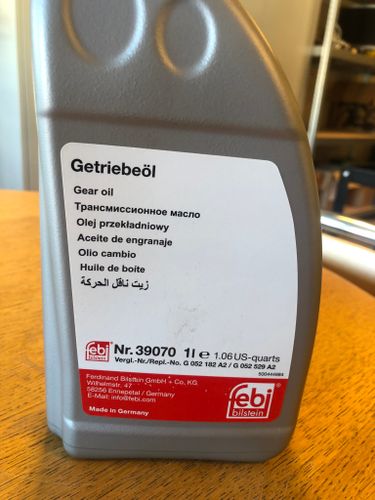 Getriebeöl
Gear oil
Трансмиссионное масло
Olej przekładniowy
Aceite de engranaje
Olio cambio
Huile de boîte
زيت ناقل الحركة
febi bilstein Nr. 39070 1l e 1.06 US-quarts
Vergl.-Nr./Repl.-No. G 052 182 A2 / G 052 529 A2
Ferdinand Bilstein GmbH + Co. KG
Wilhelmstr. 47
58256 Ennepetal / Germany
E-Mail: info@febi.com
Made in Germany
febi
bilstein